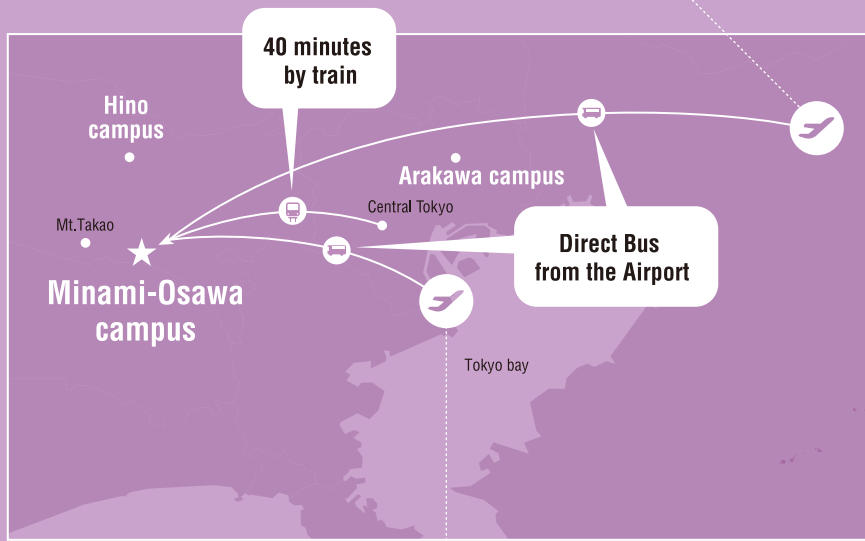 40 minutes
by train
Hino
campus
Arakawa campus
Central Tokyo
Mt.Takao
Direct Bus
from the Airport
Minami-Osawa
campus
Tokyo bay